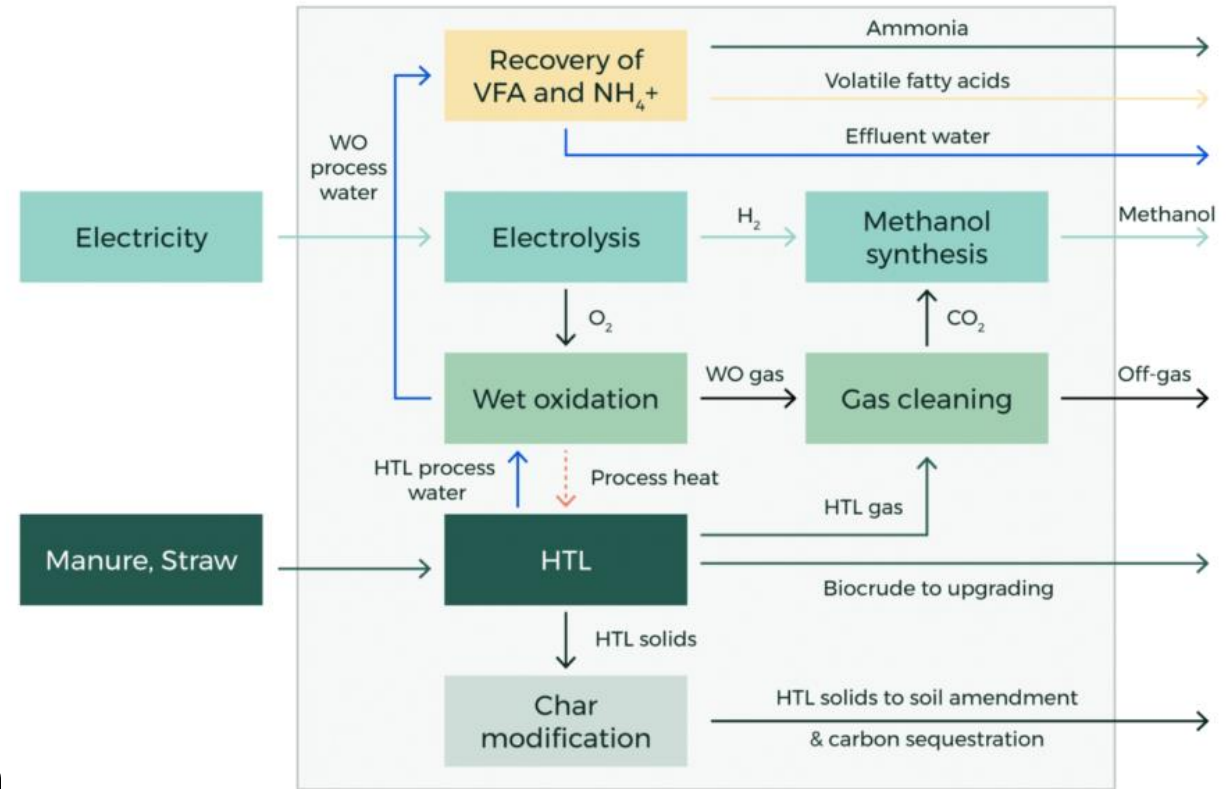 Ammonia
Recovery of
VFA and NH₄+
Volatile fatty acids
Effluent water
WO
process
water
Electricity
Electrolysis
H₂
Methanol
synthesis
Methanol
O₂
CO₂
Wet oxidation
WO gas
Gas cleaning
Off-gas
HTL process
water
Process heat
HTL gas
Manure, Straw
HTL
Biocrude to upgrading
HTL solids
Char
modification
HTL solids to soil amendment
& carbon sequestration